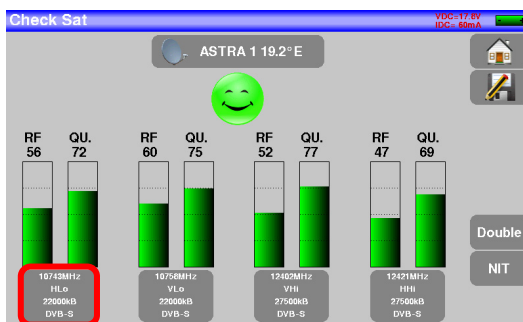 Check Sat
VDC=17.8V
IDC= 60mA
ASTRA 1 19.2° E
RF QU. RF QU. RF QU. RF QU.
56 72 60 75 52 77 47 69
10743MHz 10758MHz 12402MHz 12421MHz
HLo VLo VHi HHi
22000kB 22000kB 27500kB 27500kB
DVB-S DVB-S DVB-S DVB-S
Double
NIT